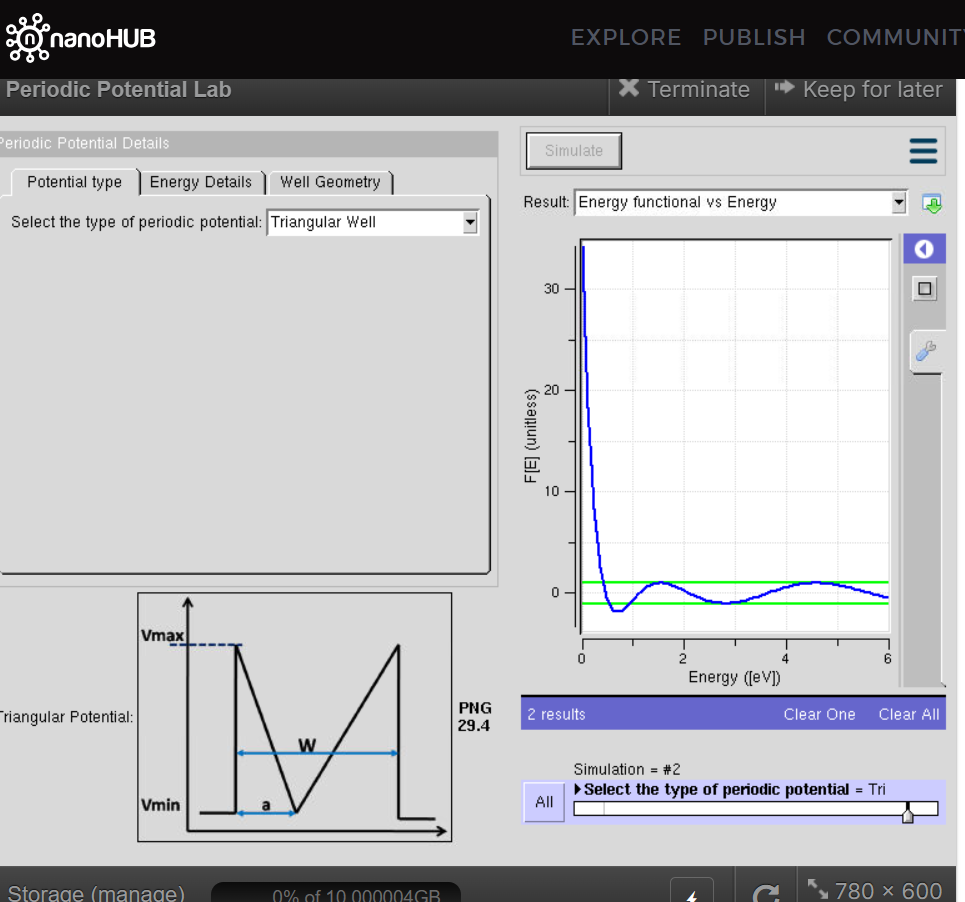 nanoHUB
EXPLORE PUBLISH COMMUNIT
Periodic Potential Lab
Terminate
Keep for later
Periodic Potential Details
Potential type
Energy Details
Well Geometry
Select the type of periodic potential: Triangular Well
Simulate
Result: Energy functional vs Energy
F[E] (unitless)
30
20
10
0
0 2 4 6
Energy ([eV])
Vmax
W
a
Vmin
Triangular Potential:
PNG
29.4
2 results
Clear One
Clear All
Simulation = #2
All
Select the type of periodic potential = Tri
Storage (manage)
0% of 10.000004GB
780 × 600